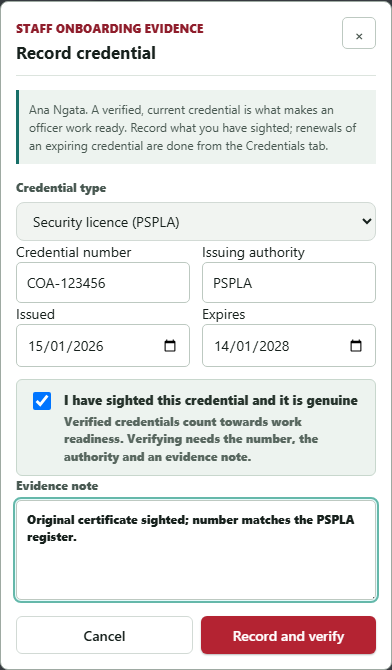 STAFF ONBOARDING EVIDENCE
Record credential
×
Ana Ngata. A verified, current credential is what makes an
officer work ready. Record what you have sighted; renewals of
an expiring credential are done from the Credentials tab.
Credential type
Security licence (PSPLA)
Credential number
Issuing authority
COA-123456
PSPLA
Issued
Expires
15/01/2026
14/01/2028
I have sighted this credential and it is genuine
Verified credentials count towards work
readiness. Verifying needs the number, the
authority and an evidence note.
Evidence note
Original certificate sighted; number matches the PSPLA
register.
Cancel
Record and verify